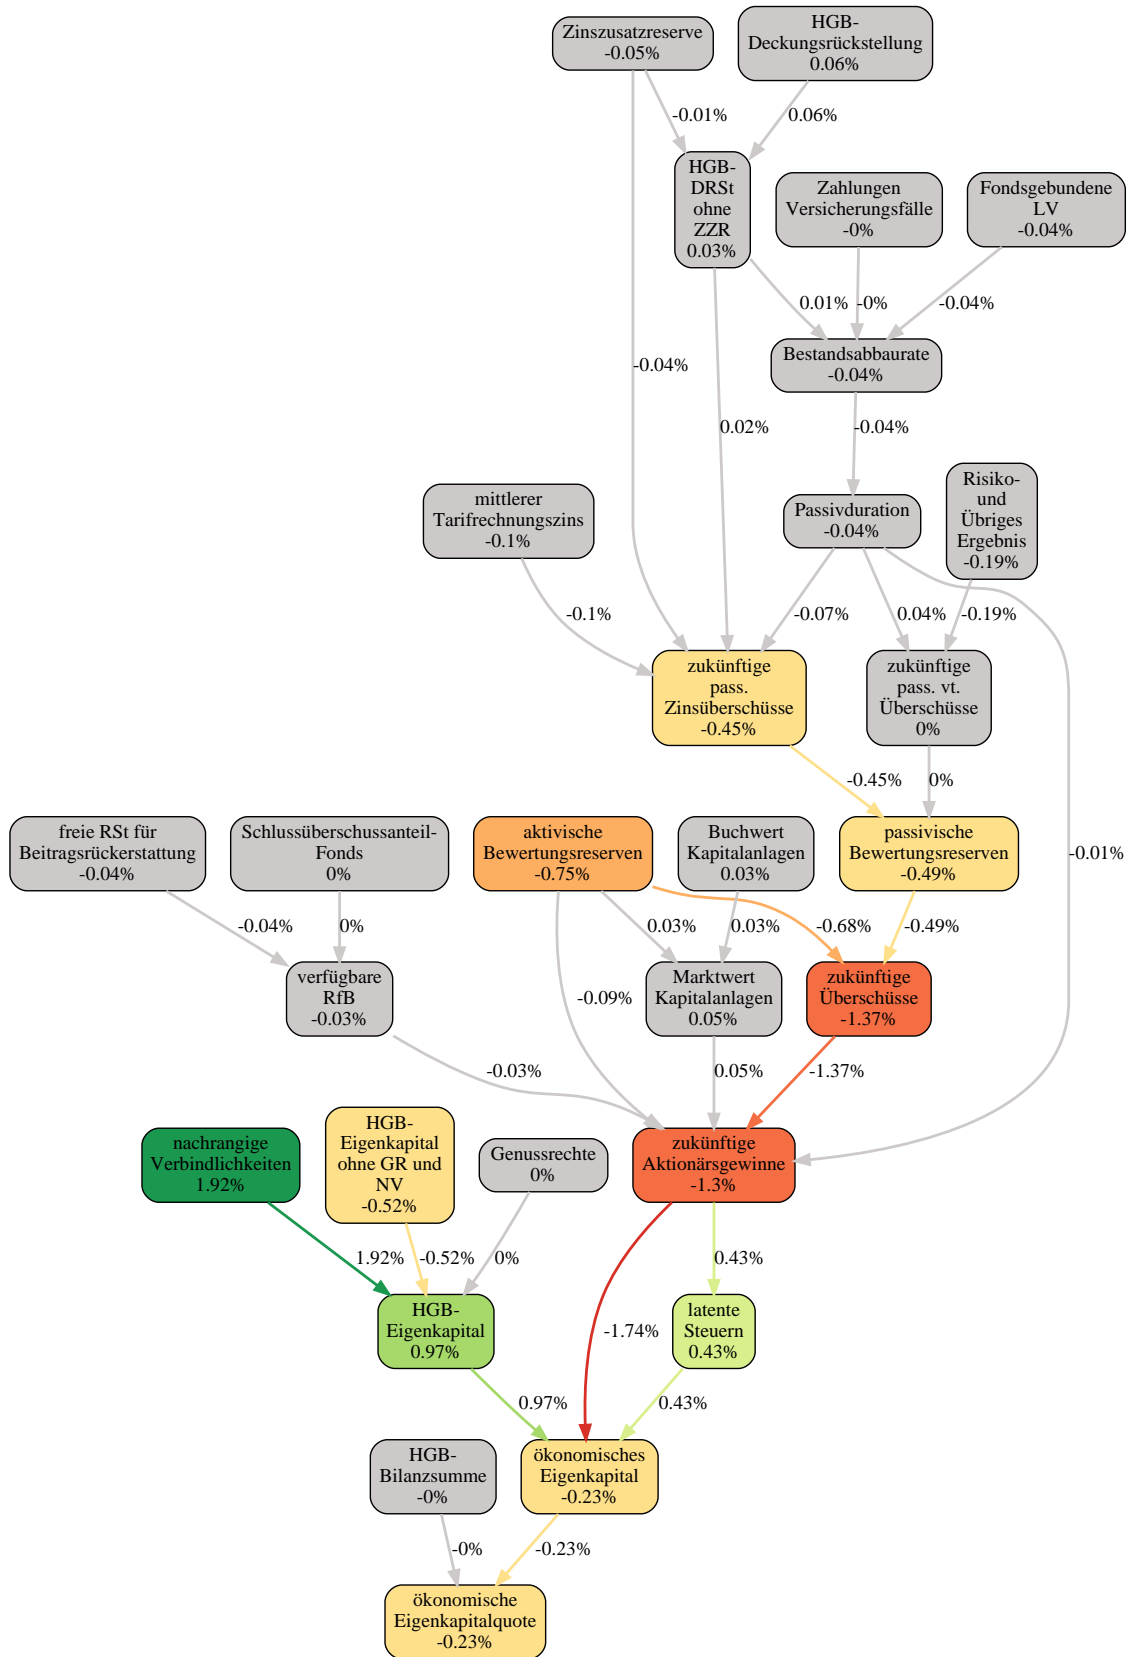 Zinszusatzreserve
-0.05%
HGB-
Deckungsrückstellung
0.06%
-0.01%
0.06%
HGB-
DRSt
ohne
ZZR
0.03%
Zahlungen
Versicherungsfälle
-0%
Fondsgebundene
LV
-0.04%
0.01%
-0%
-0.04%
Bestandsabbaurate
-0.04%
-0.04%
0.02%
-0.04%
mittlerer
Tarifrechnungszins
-0.1%
Passivduration
-0.04%
Risiko-
und
Übriges
Ergebnis
-0.19%
-0.1%
-0.07%
0.04%
-0.19%
zukünftige
pass.
Zinsüberschüsse
-0.45%
zukünftige
pass. vt.
Überschüsse
0%
-0.45%
0%
freie RSt für
Beitragsrückerstattung
-0.04%
Schlussüberschussanteil-
Fonds
0%
aktivische
Bewertungsreserven
-0.75%
Buchwert
Kapitalanlagen
0.03%
passivische
Bewertungsreserven
-0.49%
-0.01%
-0.04%
0%
0.03%
0.03%
-0.68%
-0.49%
verfügbare
RfB
-0.03%
-0.09%
Marktwert
Kapitalanlagen
0.05%
zukünftige
Überschüsse
-1.37%
-0.03%
0.05%
-1.37%
nachrangige
Verbindlichkeiten
1.92%
HGB-
Eigenkapital
ohne GR und
NV
-0.52%
Genussrechte
0%
zukünftige
Aktionärsgewinne
-1.3%
1.92%
-0.52%
0%
0.43%
HGB-
Eigenkapital
0.97%
-1.74%
latente
Steuern
0.43%
0.97%
0.43%
HGB-
Bilanzsumme
-0%
ökonomisches
Eigenkapital
-0.23%
-0%
-0.23%
ökonomische
Eigenkapitalquote
-0.23%